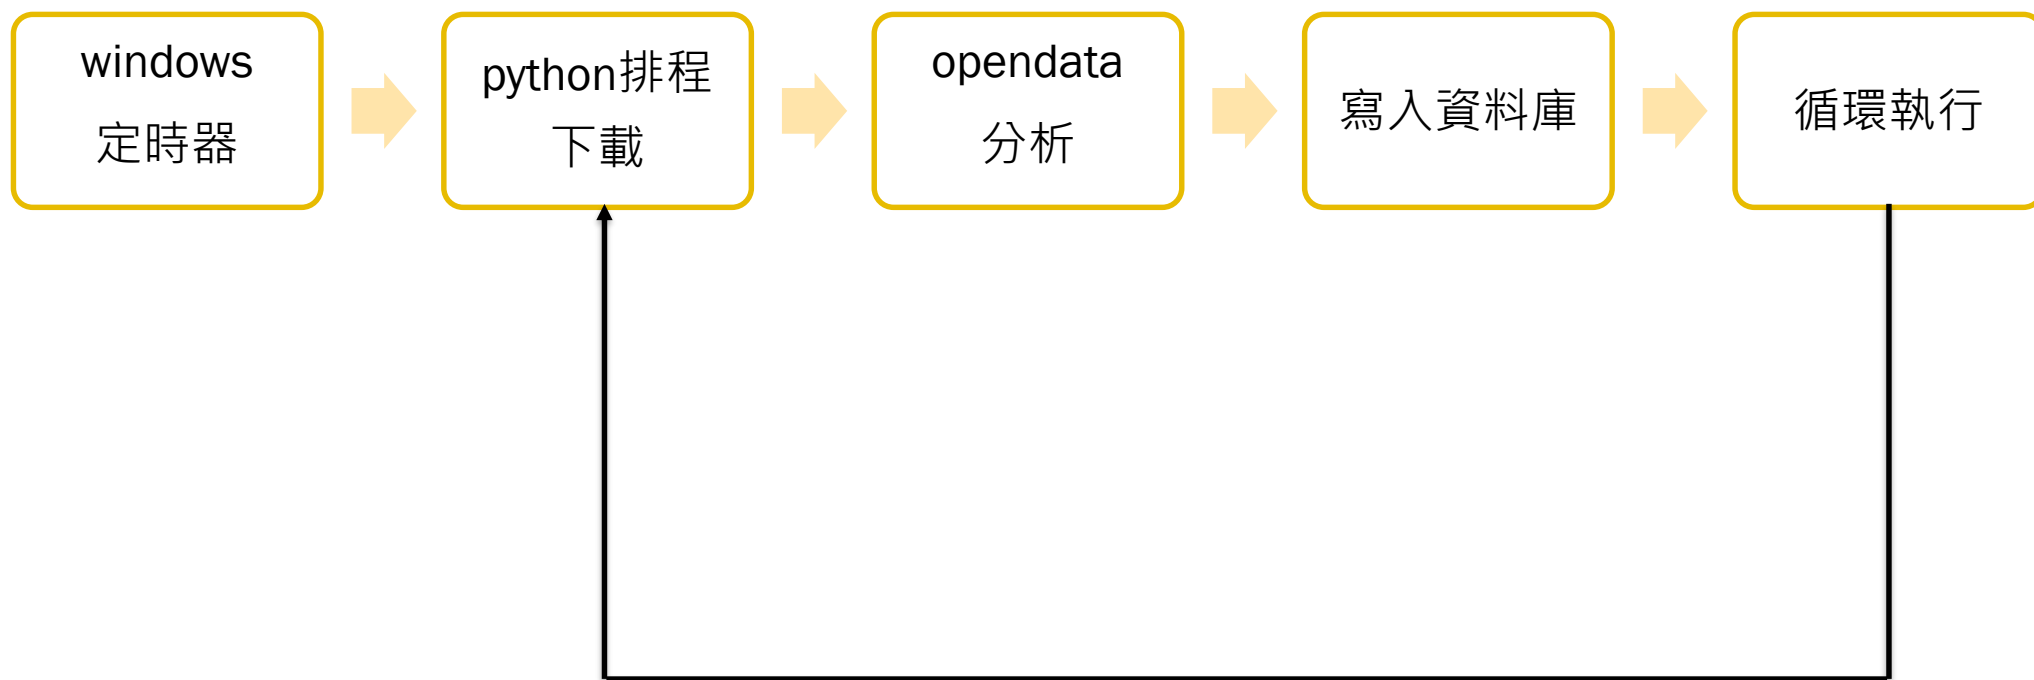 windows
定時器
python排程
下載
opendata
分析
寫入資料庫
循環執行